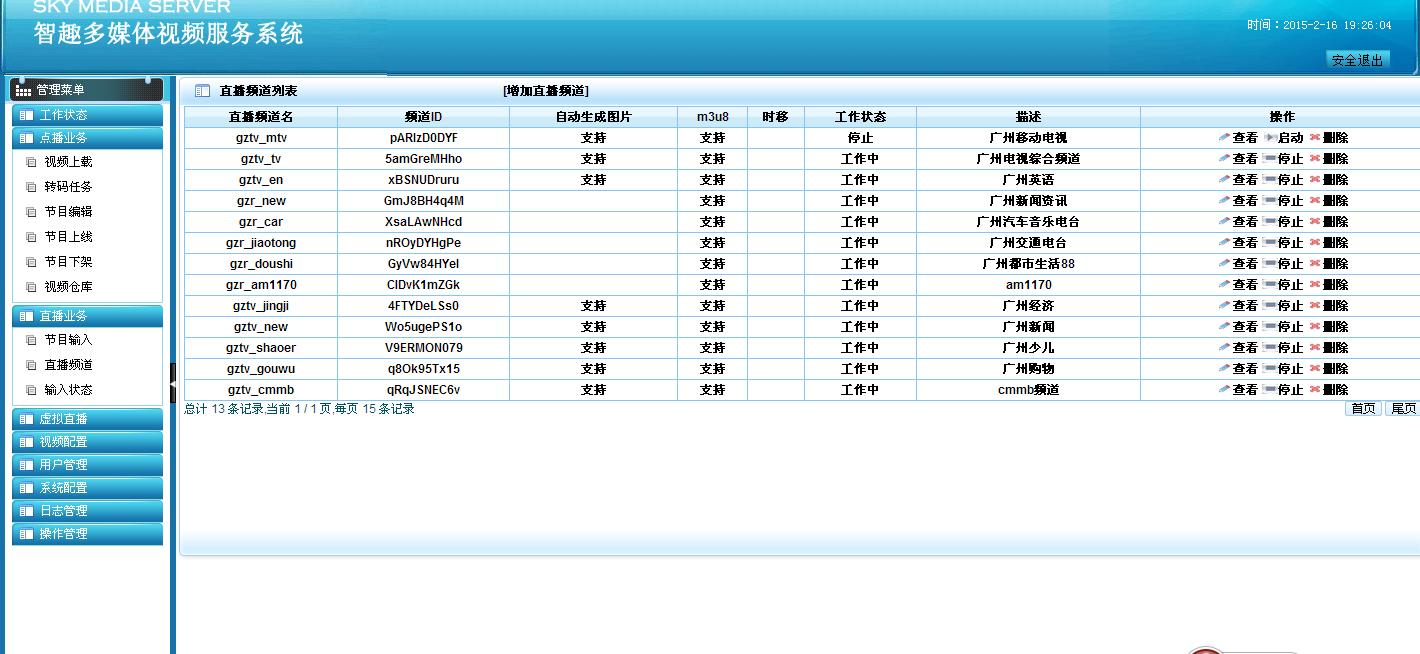 SKY MEDIA SERVER
智趣多媒体视频服务系统
时间：2015-2-16 19:26:04
安全退出
管理菜单
工作状态
点播业务
视频上载
转码任务
节目编辑
节目上线
节目下架
视频仓库
直播业务
节目输入
直播频道
输入状态
虚拟直播
视频配置
用户管理
系统配置
日志管理
操作管理
直播频道列表 [增加直播频道]
直播频道名 频道ID 自动生成图片 m3u8 时移 工作状态 描述 操作
gztv_mtv pARlzD0DYF 支持 支持 停止 广州移动电视 查看 启动 删除
gztv_tv 5amGreMHho 支持 支持 工作中 广州电视综合频道 查看 停止 删除
gztv_en xBSNUDruru 支持 支持 工作中 广州英语 查看 停止 删除
gzr_new GmJ8BH4q4M 支持 工作中 广州新闻资讯 查看 停止 删除
gzr_car XsaLAwNHcd 支持 工作中 广州汽车音乐电台 查看 停止 删除
gzr_jiaotong nROyDYHgPe 支持 工作中 广州交通电台 查看 停止 删除
gzr_doushi GyVw84HYel 支持 工作中 广州都市生活88 查看 停止 删除
gzr_am1170 ClDvK1mZGk 支持 工作中 am1170 查看 停止 删除
gztv_jingji 4FTYDeLSs0 支持 支持 工作中 广州经济 查看 停止 删除
gztv_new Wo5ugePS1o 支持 支持 工作中 广州新闻 查看 停止 删除
gztv_shaoer V9ERMON079 支持 支持 工作中 广州少儿 查看 停止 删除
gztv_gouwu q8Ok95Tx15 支持 支持 工作中 广州购物 查看 停止 删除
gztv_cmmb qRqJSNEC6v 支持 支持 工作中 cmmb频道 查看 停止 删除
总计 13 条记录,当前 1 / 1 页,每页 15 条记录 首页 尾页